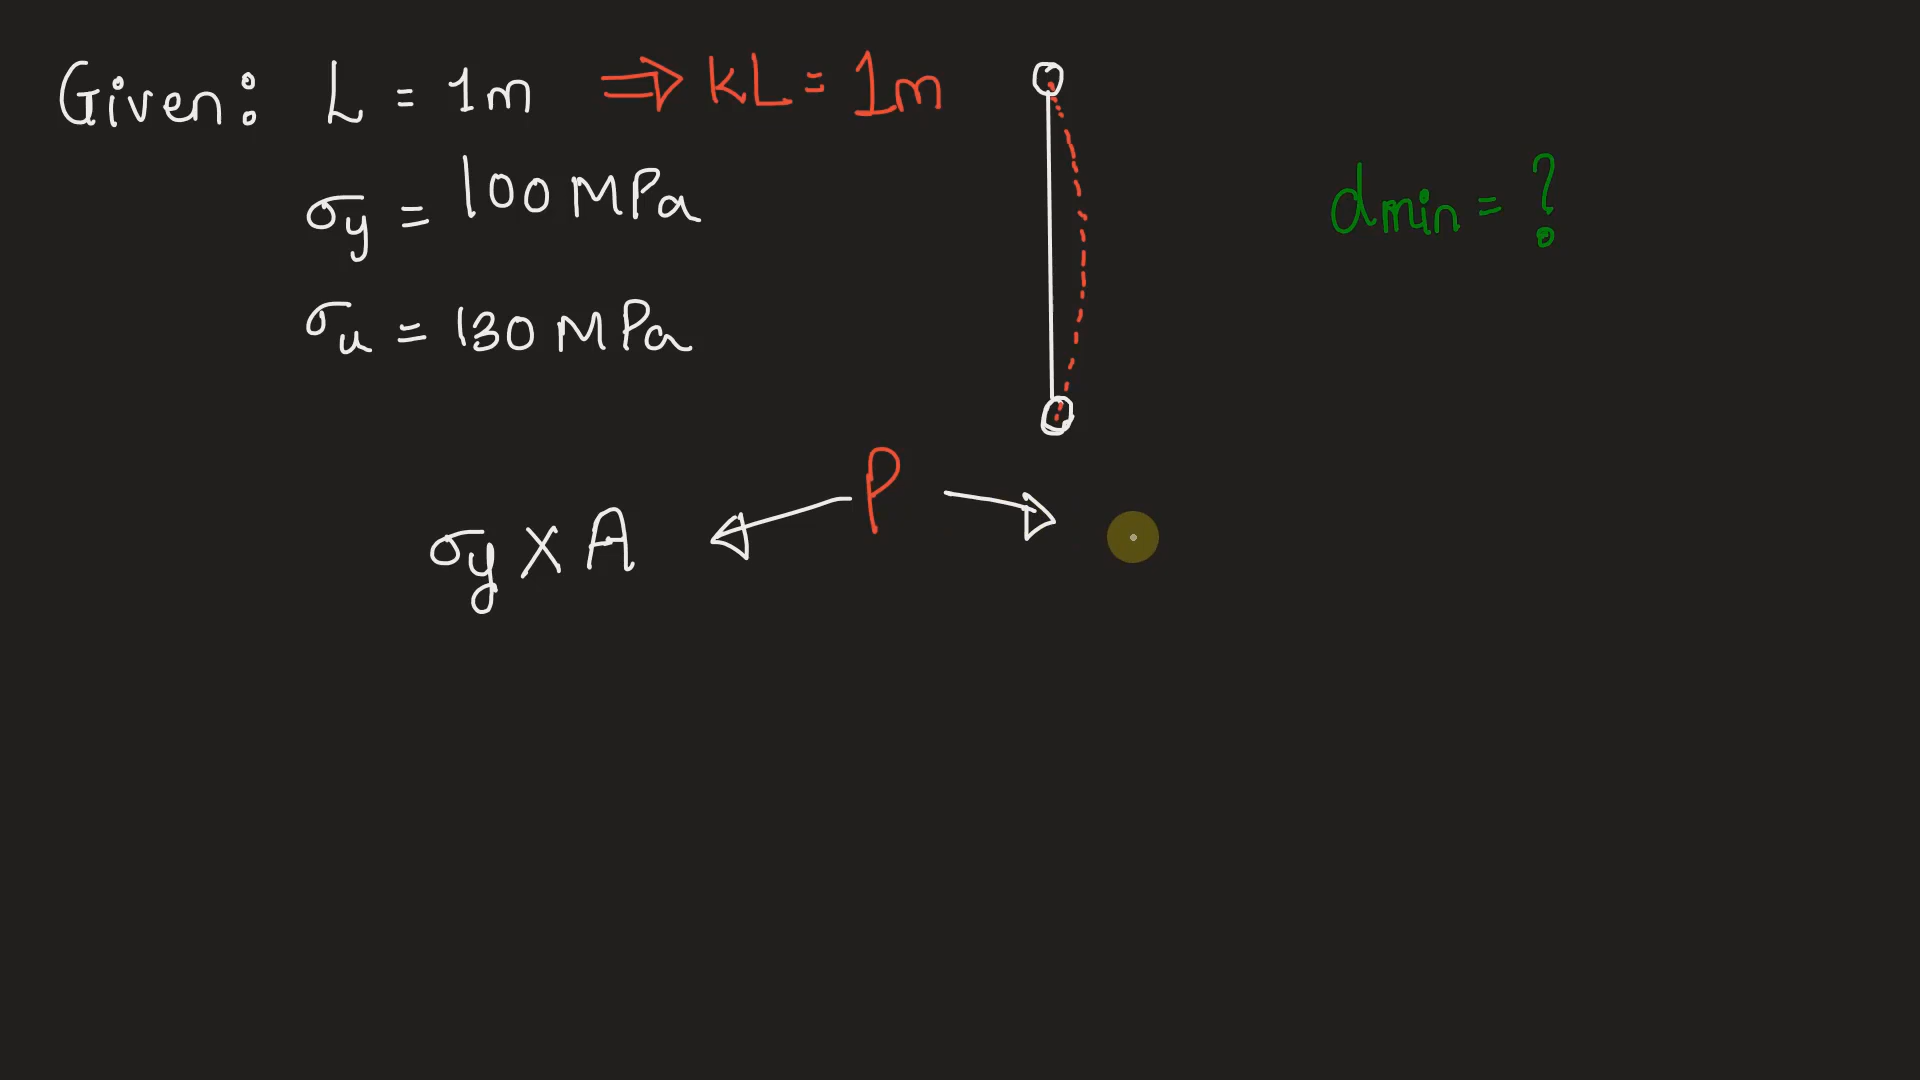 Given: L = 1m ⇒ kL = 1m
σy = 100 MPa
dmin = ?
σu = 130 MPa
P
σy X A